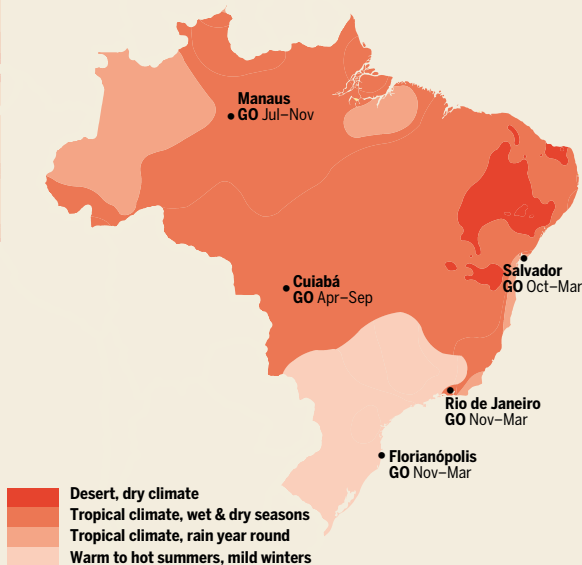 Manaus
GO Jul–Nov
Cuiabá
GO Apr–Sep
Salvador
GO Oct–Mar
Rio de Janeiro
GO Nov–Mar
Florianópolis
GO Nov–Mar
Desert, dry climate
Tropical climate, wet & dry seasons
Tropical climate, rain year round
Warm to hot summers, mild winters